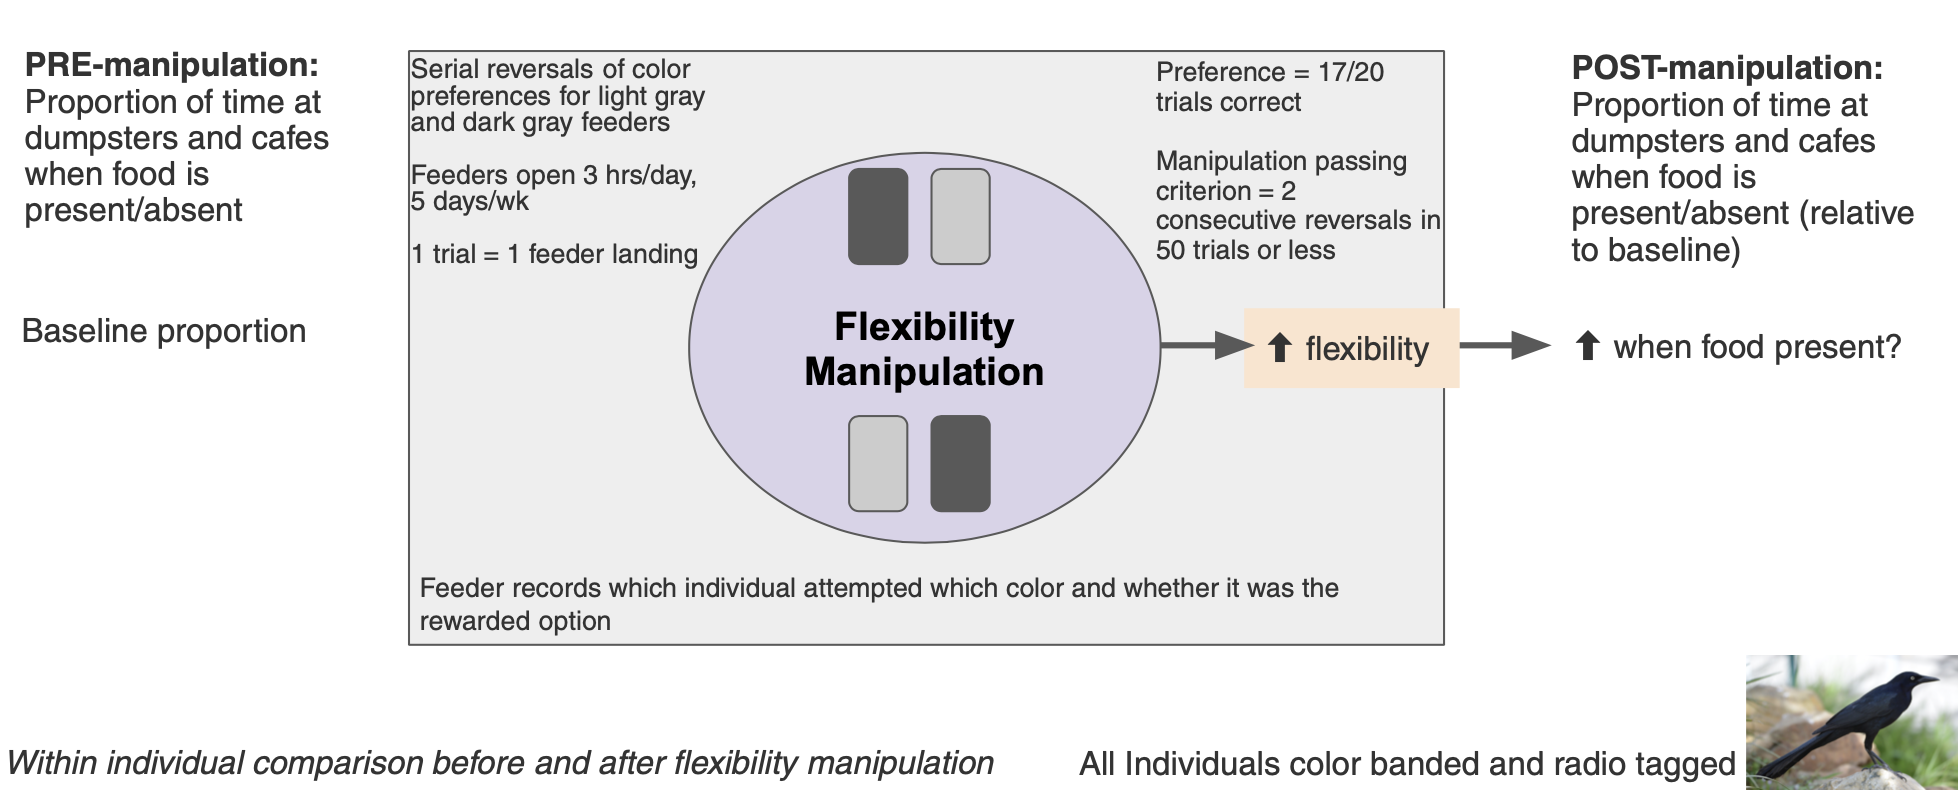 PRE-manipulation:
Proportion of time at
dumpsters and cafes
when food is
present/absent
Baseline proportion
Serial reversals of color
preferences for light gray
and dark gray feeders
Feeders open 3 hrs/day,
5 days/wk
1 trial = 1 feeder landing
Preference = 17/20
trials correct
Manipulation passing
criterion = 2
consecutive reversals in
50 trials or less
Flexibility
Manipulation
⬆ flexibility
Feeder records which individual attempted which color and whether it was the
rewarded option
POST-manipulation:
Proportion of time at
dumpsters and cafes
when food is
present/absent (relative
to baseline)
⬆ when food present?
Within individual comparison before and after flexibility manipulation
All Individuals color banded and radio tagged